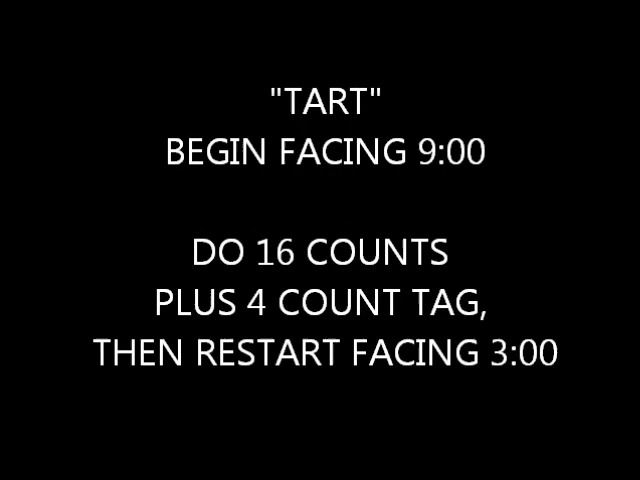 "TART"
BEGIN FACING 9:00
DO 16 COUNTS
PLUS 4 COUNT TAG,
THEN RESTART FACING 3:00